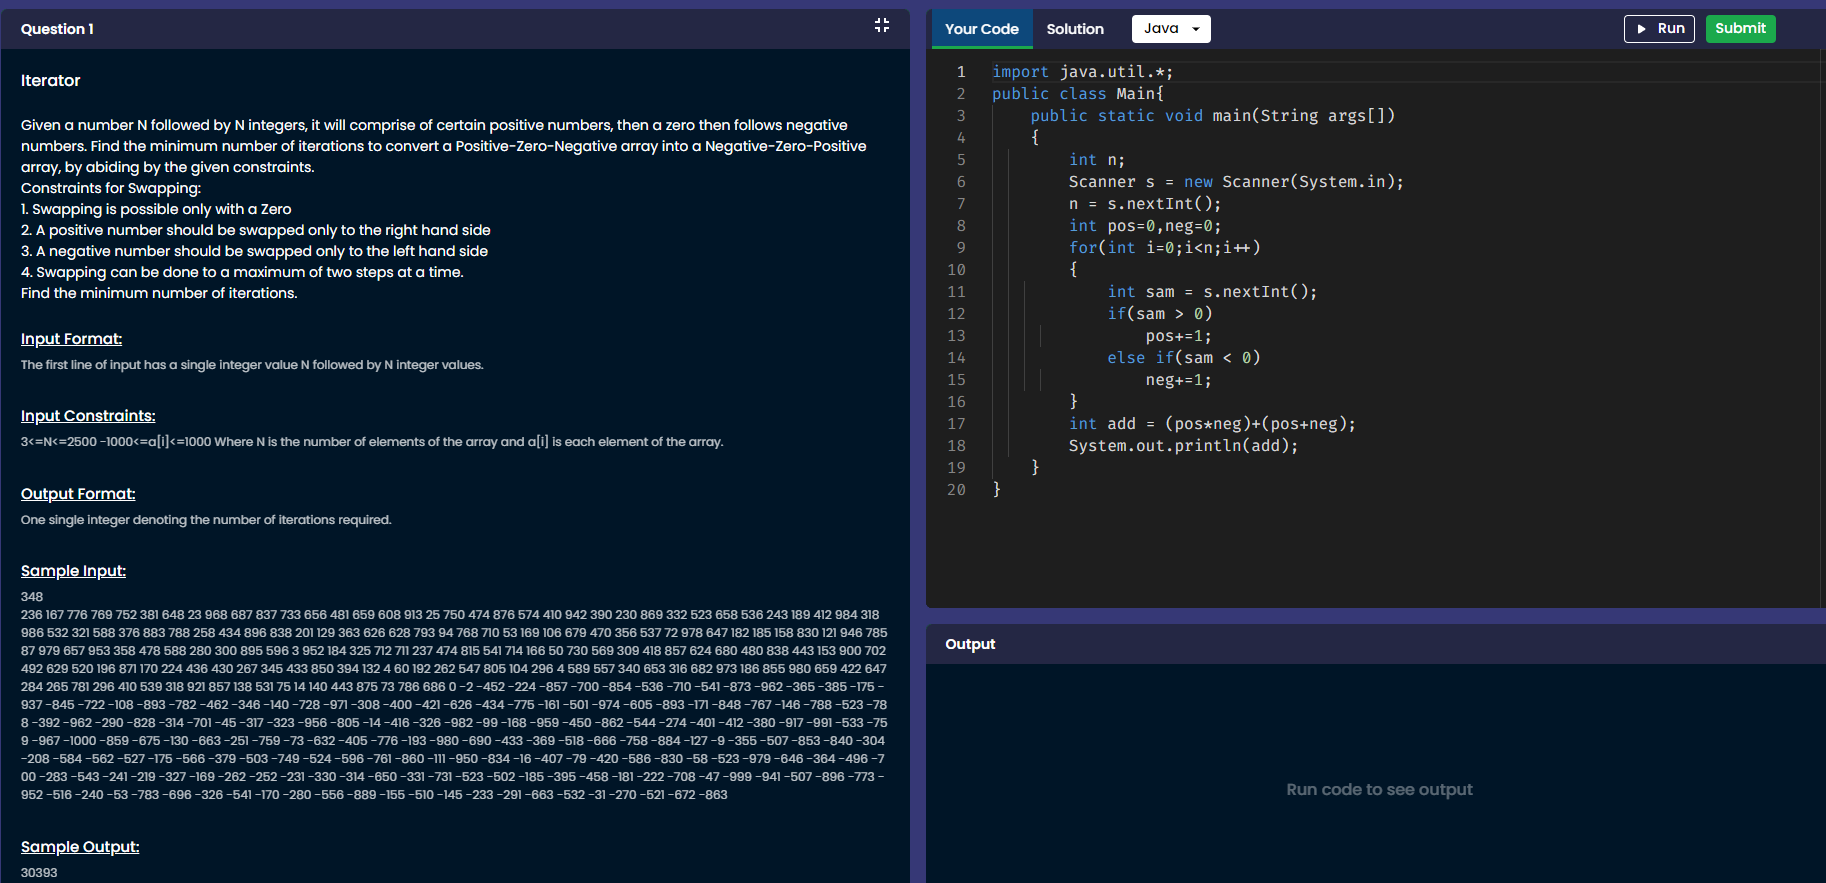 Question 1
Iterator
Given a number N followed by N integers, it will comprise of certain positive numbers, then a zero then follows negative
numbers. Find the minimum number of iterations to convert a Positive-Zero-Negative array into a Negative-Zero-Positive
array, by abiding by the given constraints.
Constraints for Swapping:
1. Swapping is possible only with a Zero
2. A positive number should be swapped only to the right hand side
3. A negative number should be swapped only to the left hand side
4. Swapping can be done to a maximum of two steps at a time.
Find the minimum number of iterations.
Input Format:
The first line of input has a single integer value N followed by N integer values.
Input Constraints:
3<=N<=2500 -1000<=a[i]<=1000 Where N is the number of elements of the array and a[i] is each element of the array.
Output Format:
One single integer denoting the number of iterations required.
Sample Input:
348
236 167 776 769 752 381 648 23 968 687 837 733 656 481 659 608 913 25 750 474 876 574 410 942 390 230 869 332 523 658 536 243 189 412 984 318
986 532 321 588 376 883 788 258 434 896 838 201 129 363 626 628 793 94 768 710 53 169 106 679 470 356 537 72 978 647 182 185 158 830 121 946 785
87 979 657 953 358 478 588 280 300 895 596 3 952 184 325 712 711 237 474 815 541 714 166 50 730 569 309 418 857 624 680 480 838 443 153 900 702
492 629 520 196 871 170 224 436 430 267 345 433 850 394 132 4 60 192 262 547 805 104 296 4 589 557 340 653 316 682 973 186 855 980 659 422 647
284 265 781 296 410 539 318 921 857 138 531 75 14 140 443 875 73 786 686 0 -2 -452 -224 -857 -700 -854 -536 -710 -541 -873 -962 -365 -385 -175 -
937 -845 -722 -108 -893 -782 -462 -346 -140 -728 -971 -308 -400 -421 -626 -434 -775 -161 -501 -974 -605 -893 -171 -848 -767 -146 -788 -523 -78
8 -392 -962 -290 -828 -314 -701 -45 -317 -323 -956 -805 -14 -416 -326 -982 -99 -168 -959 -450 -862 -544 -274 -401 -412 -380 -917 -991 -533 -75
9 -967 -1000 -859 -675 -130 -663 -251 -759 -73 -632 -405 -776 -193 -980 -690 -433 -369 -518 -666 -758 -884 -127 -9 -355 -507 -853 -840 -304
-208 -584 -562 -527 -175 -566 -379 -503 -749 -524 -596 -761 -860 -111 -950 -834 -16 -407 -79 -420 -586 -830 -58 -523 -979 -646 -364 -496 -7
00 -283 -543 -241 -219 -327 -169 -262 -252 -231 -330 -314 -650 -331 -731 -523 -502 -185 -395 -458 -181 -222 -708 -47 -999 -941 -507 -896 -773 -
952 -516 -240 -53 -783 -696 -326 -541 -170 -280 -556 -889 -155 -510 -145 -233 -291 -663 -532 -31 -270 -521 -672 -863
Sample Output:
30393
Your Code Solution Java Run Submit
1 import java.util.*;
2 public class Main{
3 public static void main(String args[])
4 {
5 int n;
6 Scanner s = new Scanner(System.in);
7 n = s.nextInt();
8 int pos=0,neg=0;
9 for(int i=0;i<n;i++)
10 {
11 int sam = s.nextInt();
12 if(sam > 0)
13 pos+=1;
14 else if(sam < 0)
15 neg+=1;
16 }
17 int add = (pos*neg)+(pos+neg);
18 System.out.println(add);
19 }
20 }
Output
Run code to see output